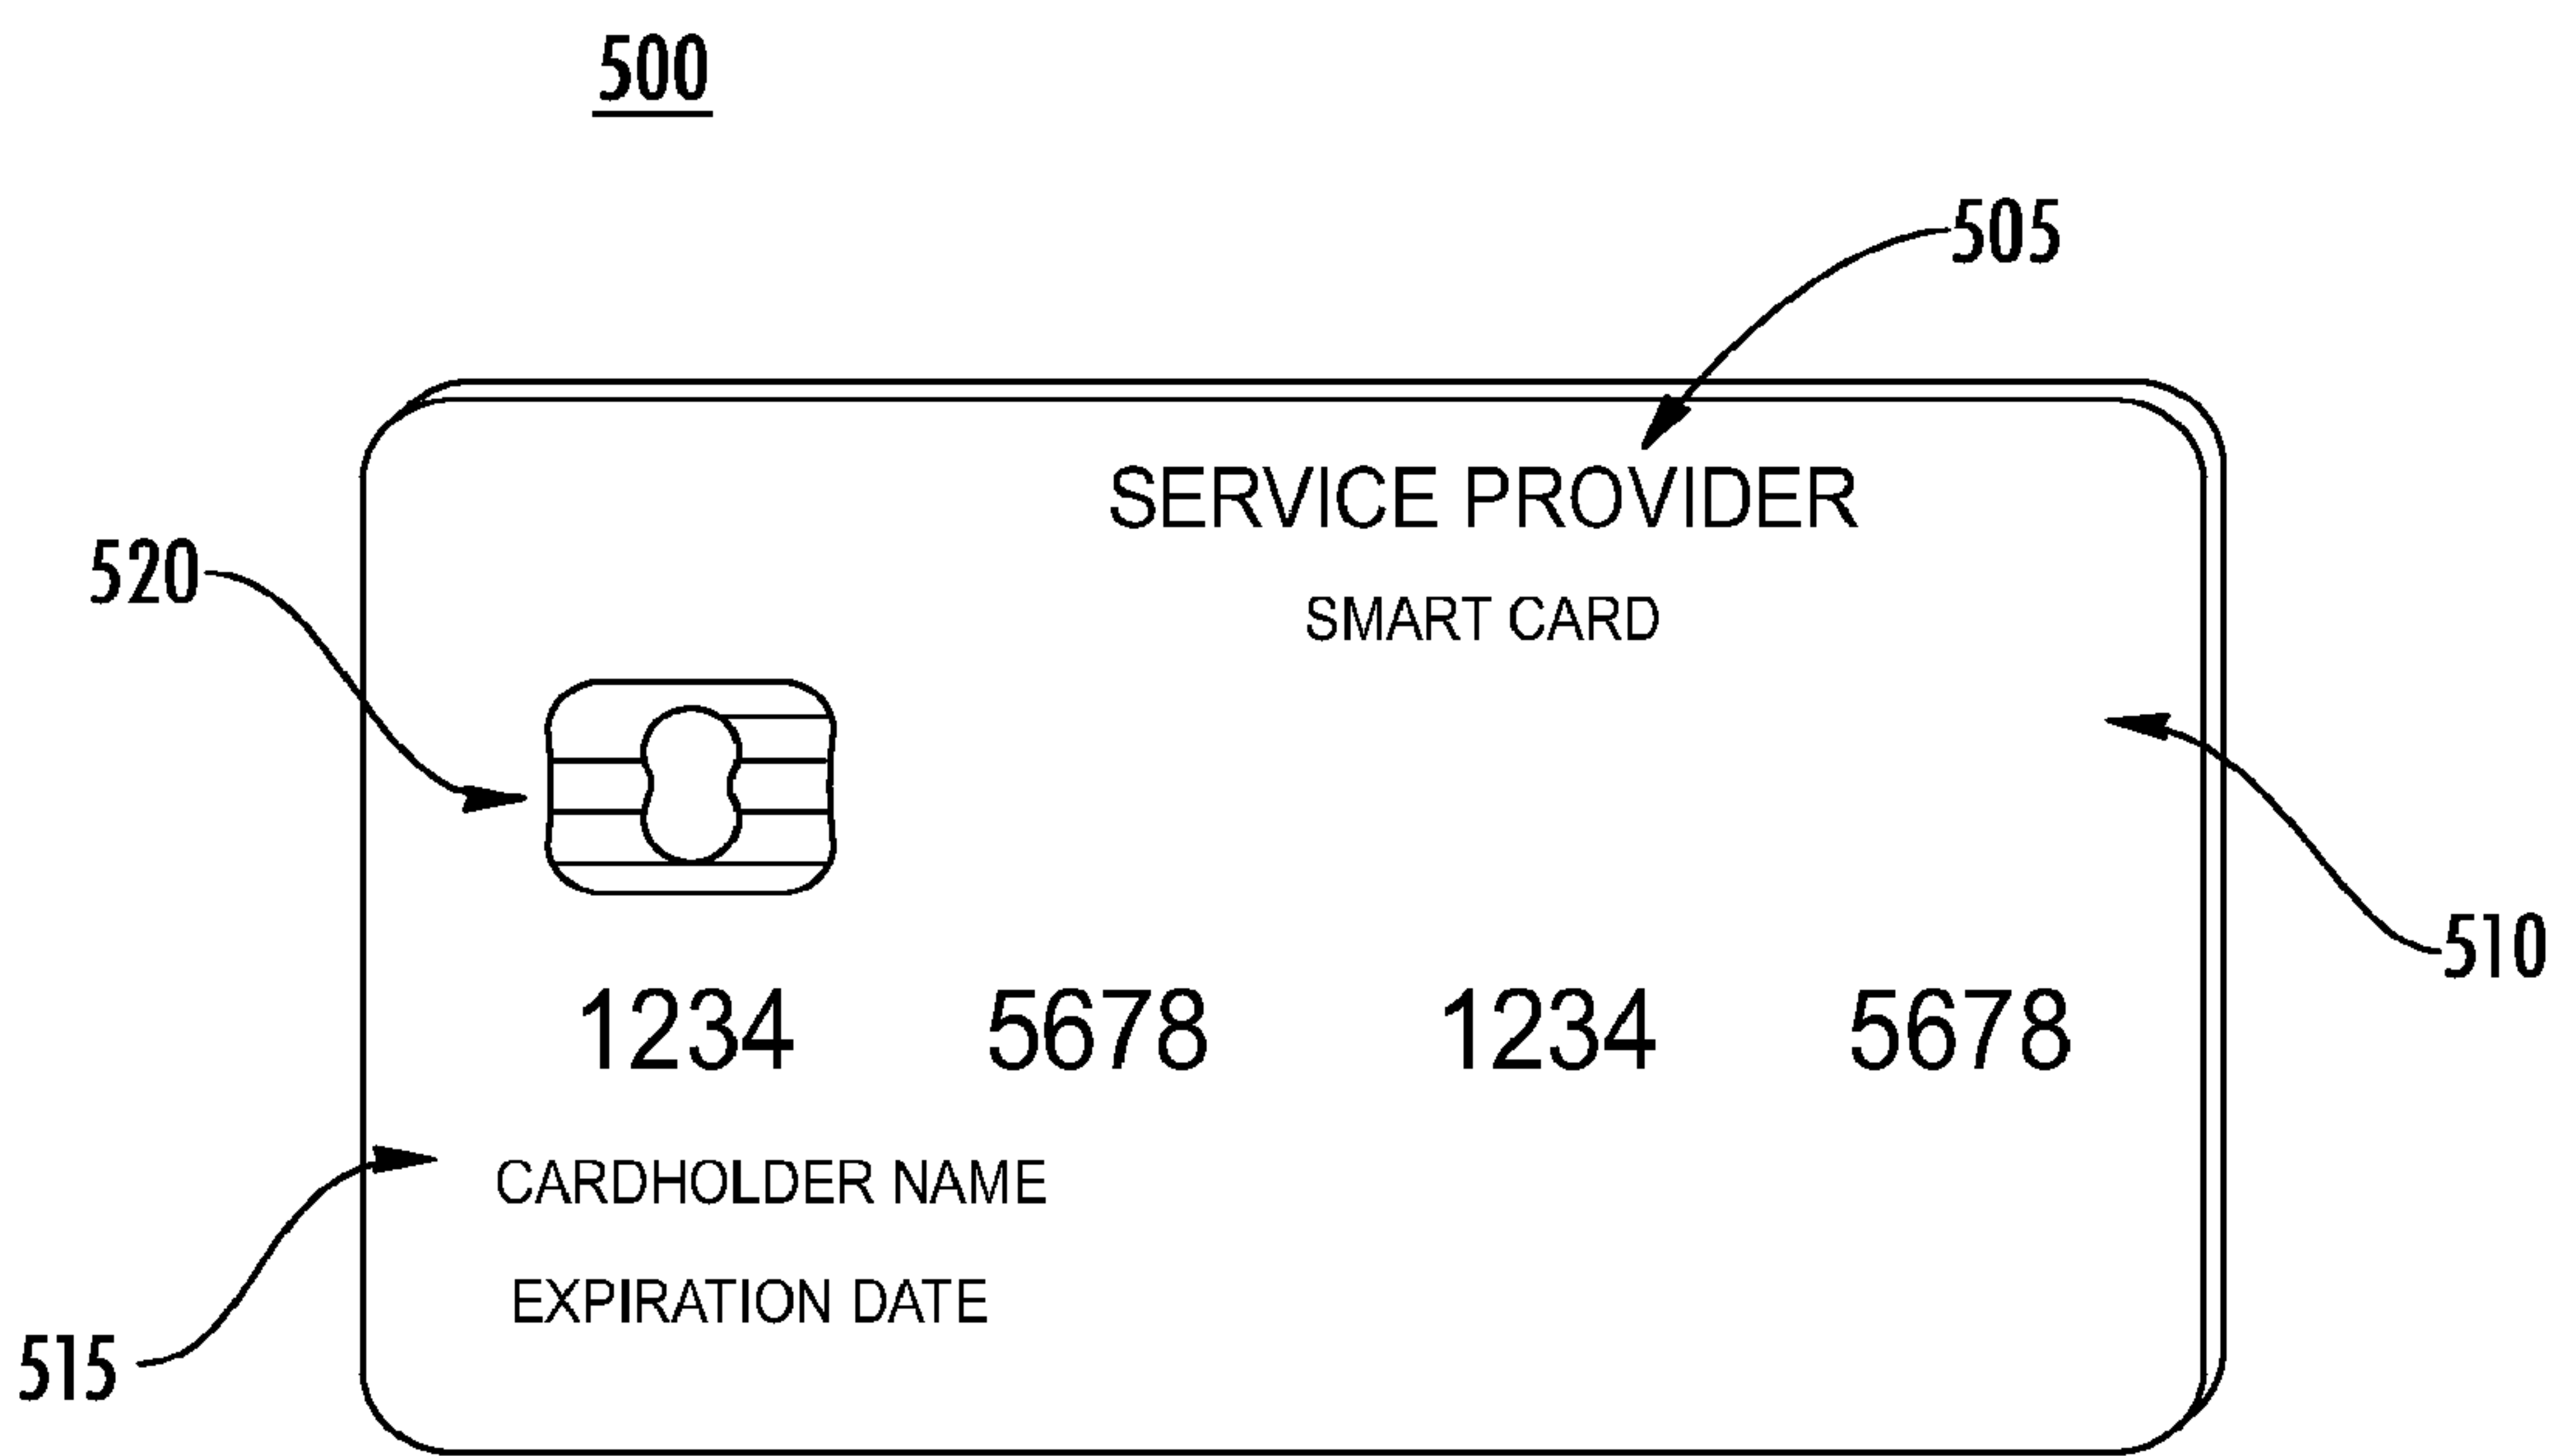 500
505
SERVICE PROVIDER
520
SMART CARD
510
1234 5678 1234 5678
CARDHOLDER NAME
EXPIRATION DATE
515